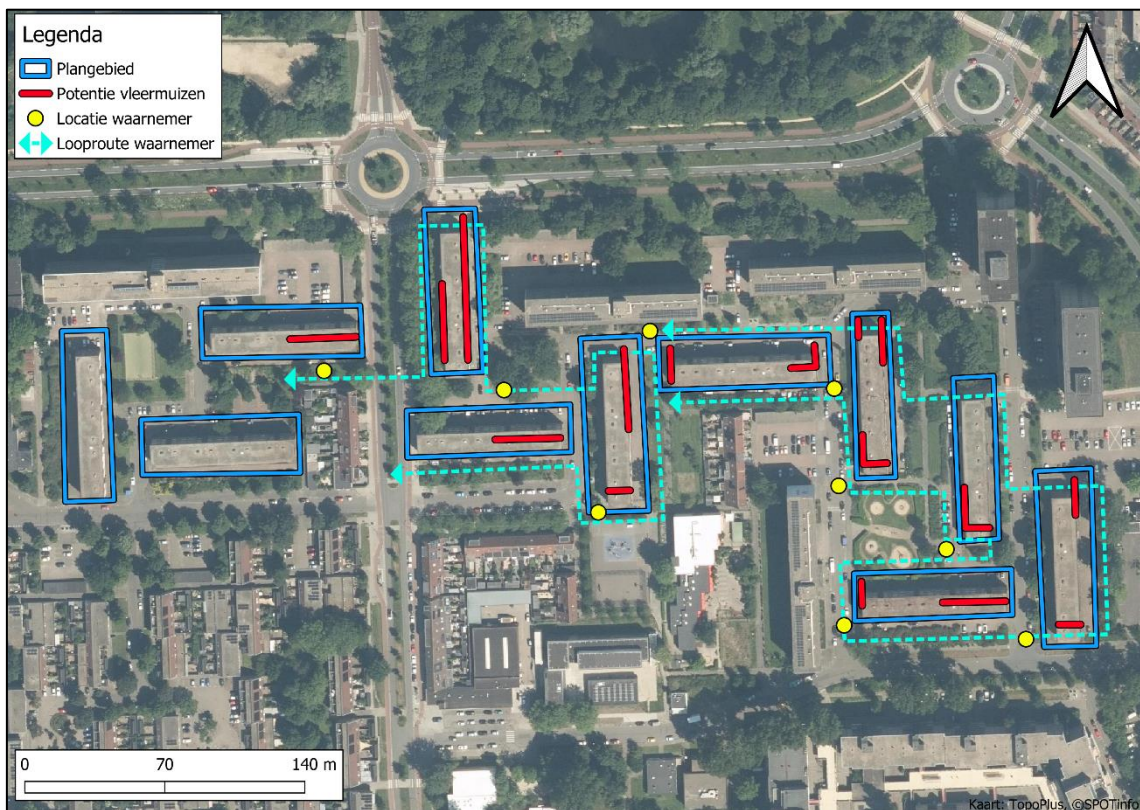 Legenda
Plangebied
Potentie vleermuizen
Locatie waarnemer
Looproute waarnemer
0 70 140 m
Kaart: TopoPlus, ©SPOTinfo